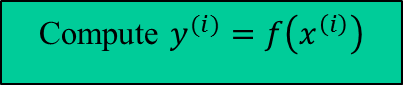 Compute y^{(i)} = f(x^{(i)})